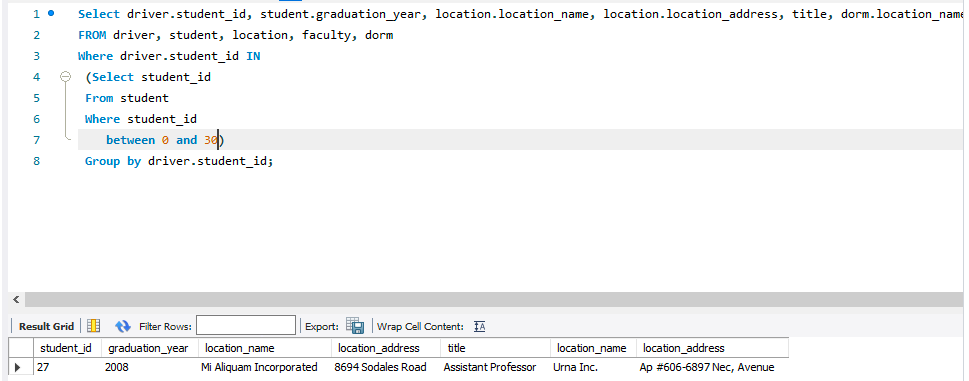 1 Select driver.student_id, student.graduation_year, location.location_name, location.location_address, title, dorm.location_name
2 FROM driver, student, location, faculty, dorm
3 Where driver.student_id IN
4 (Select student_id
5 From student
6 Where student_id
7 between 0 and 30)
8 Group by driver.student_id;
Result Grid Filter Rows: Export: Wrap Cell Content:
student_id graduation_year location_name location_address title location_name location_address
27 2008 Mi Aliquam Incorporated 8694 Sodales Road Assistant Professor Urna Inc. Ap #606-6897 Nec, Avenue